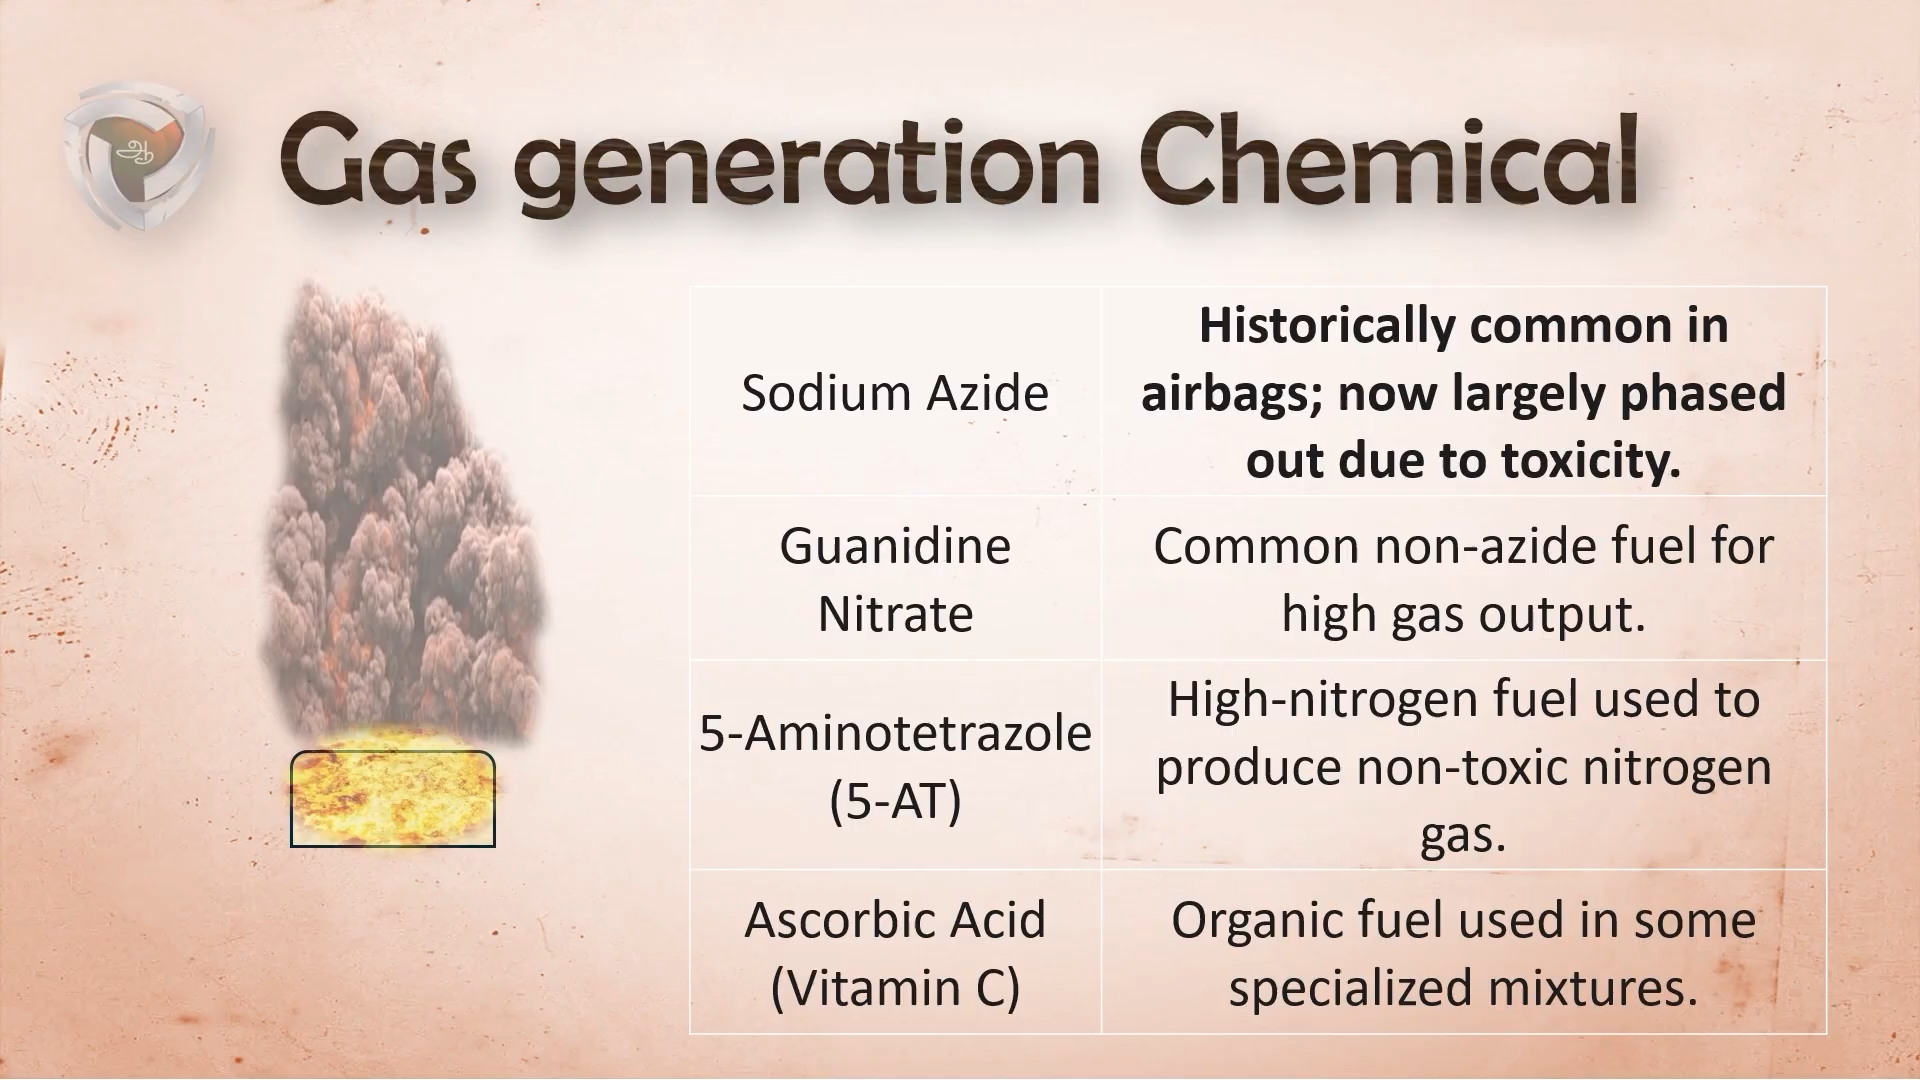 Gas generation Chemical
Sodium Azide
Historically common in
airbags; now largely phased
out due to toxicity.
Guanidine
Nitrate
Common non-azide fuel for
high gas output.
5-Aminotetrazole
(5-AT)
High-nitrogen fuel used to
produce non-toxic nitrogen
gas.
Ascorbic Acid
(Vitamin C)
Organic fuel used in some
specialized mixtures.